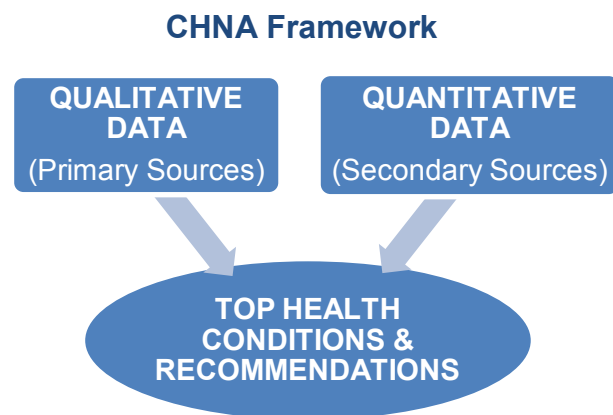 CHNA Framework
QUALITATIVE
DATA
(Primary Sources)
QUANTITATIVE
DATA
(Secondary Sources)
TOP HEALTH
CONDITIONS &
RECOMMENDATIONS